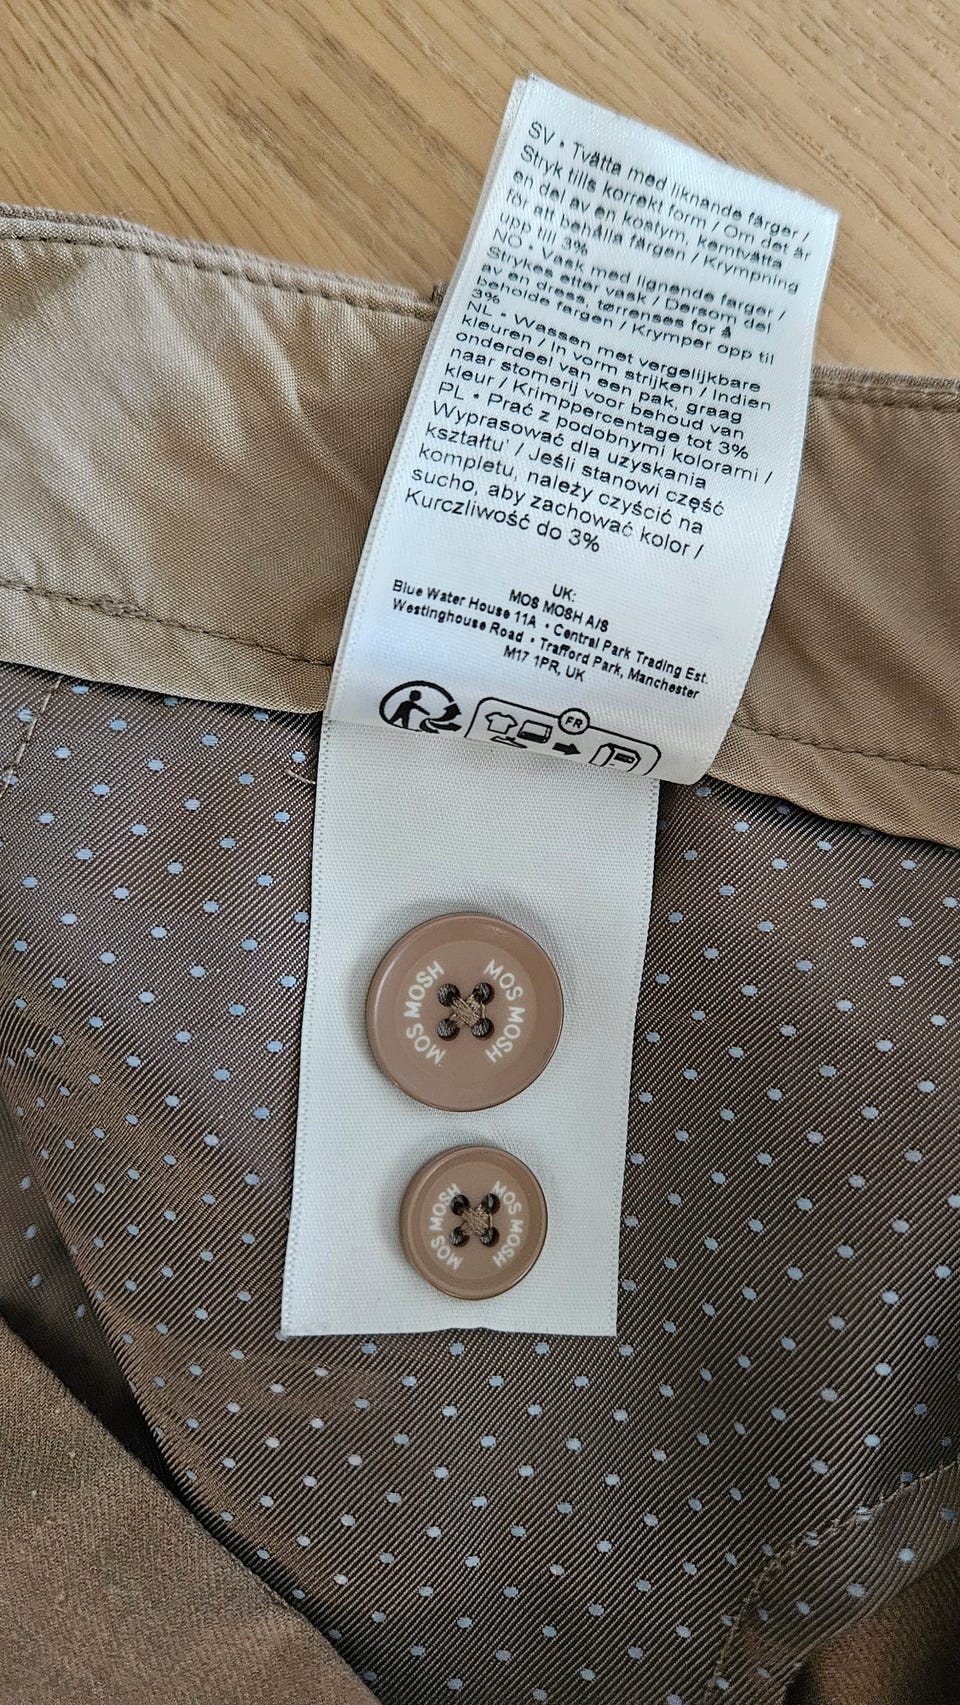 SV • Tvätta med liknande färger /
Stryk tills korrekt form / Om det är
en del av en kostym, kemtvätta
för att behålla färgen / Krympning
upp till 3%
NO • Vask med lignende farger /
Strykes etter vask / Dersom del
av en dress, tørrenses for å
beholde fargen / Krymper opp til
3%
NL • Wassen met vergelijkbare
kleuren / In vorm strijken / Indien
onderdeel van een pak, graag
naar stomerij voor behoud van
kleur / Krimppercentage tot 3%
PL • Prać z podobnymi kolorami /
Wyprasować dla uzyskania
kształtu' / Jeśli stanowi część
kompletu, należy czyścić na
sucho, aby zachować kolor /
Kurczliwość do 3%
UK:
MOS MOSH A/S
Blue Water House 11A • Central Park Trading Est.
Westinghouse Road • Trafford Park, Manchester
M17 1PR, UK
FR
MOS MOSH
MOS MOSH
MOS MOSH
MOS MOSH